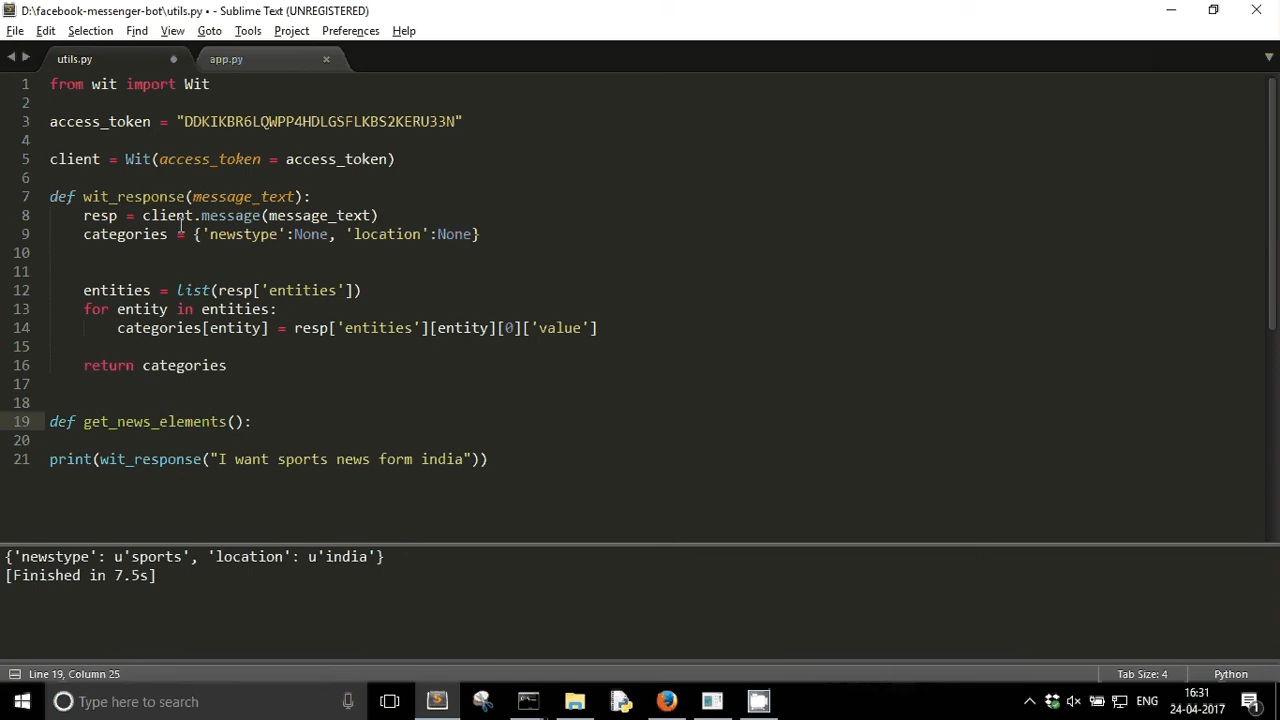 D:\facebook-messenger-bot\utils.py • - Sublime Text (UNREGISTERED)
File Edit Selection Find View Goto Tools Project Preferences Help
utils.py app.py
1 from wit import Wit
2
3 access_token = "DDKIKBR6LQWPP4HDLGSFLKBS2KERU33N"
4
5 client = Wit(access_token = access_token)
6
7 def wit_response(message_text):
8 resp = client.message(message_text)
9 categories = {'newstype':None, 'location':None}
10
11
12 entities = list(resp['entities'])
13 for entity in entities:
14 categories[entity] = resp['entities'][entity][0]['value']
15
16 return categories
17
18
19 def get_news_elements():
20
21 print(wit_response("I want sports news form india"))
{'newstype': u'sports', 'location': u'india'}
[Finished in 7.5s]
Line 19, Column 25 Tab Size: 4 Python
Type here to search
ENG
16:31
24-04-2017
1